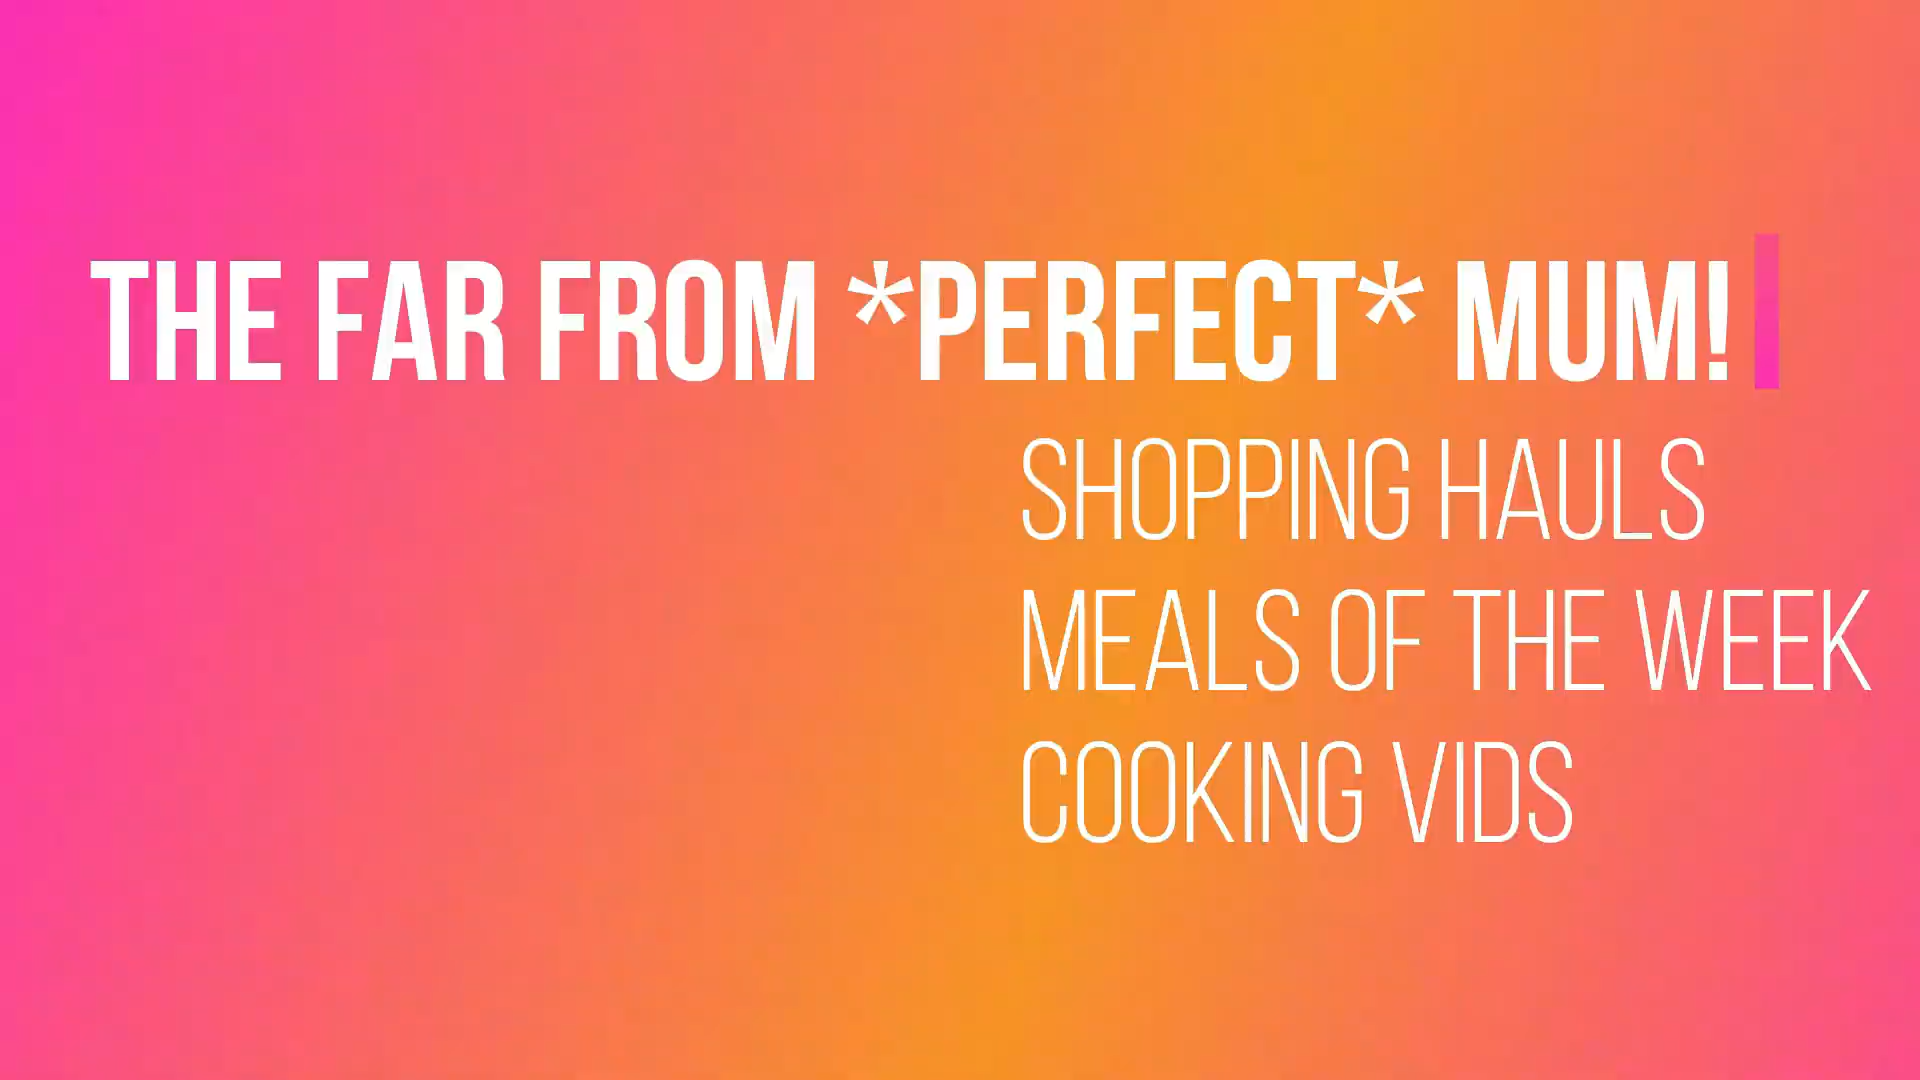 THE FAR FROM *PERFECT* MUM!
SHOPPING HAULS
MEALS OF THE WEEK
COOKING VIDS